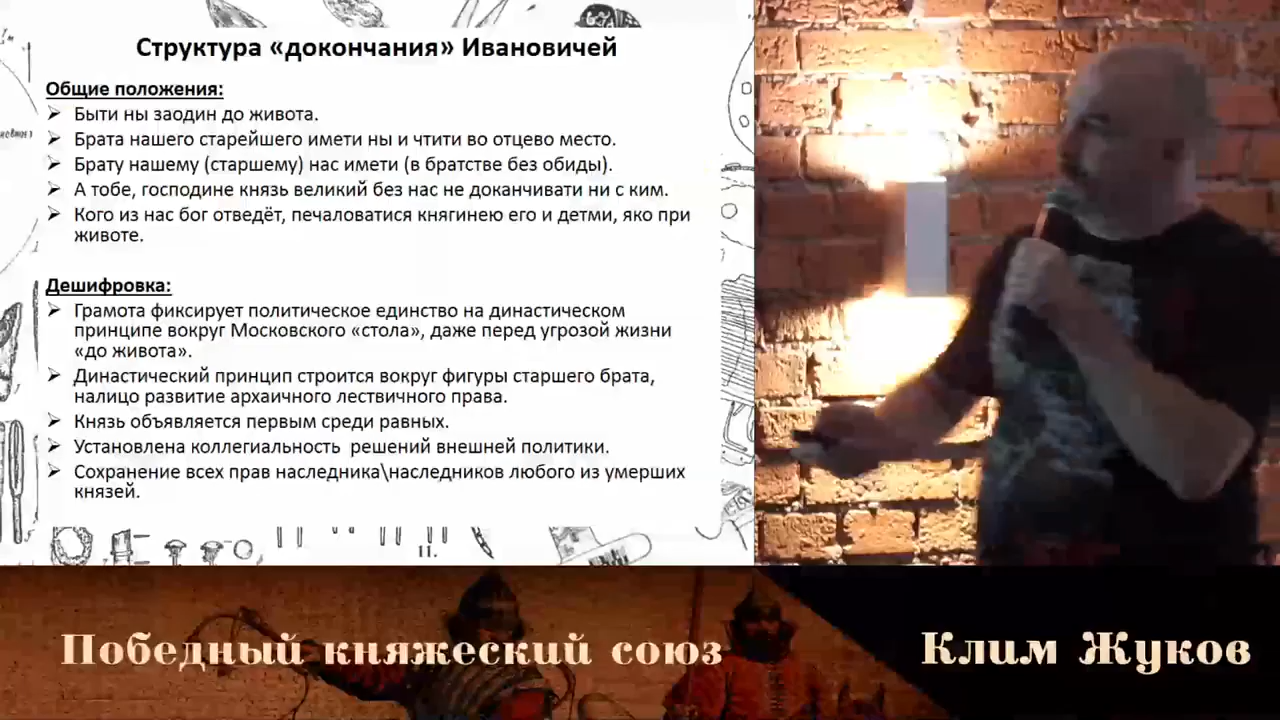 Структура «докончания» Ивановичей
Общие положения:
Быти ны заодин до живота.
Брата нашего старейшего имети ны и чтити во отцево место.
Брату нашему (старшему) нас имети (в братстве без обиды).
А тобе, господине князь великий без нас не доканчивати ни с ким.
Кого из нас бог отведёт, печаловатися княгинею его и детми, яко при
животе.
Дешифровка:
Грамота фиксирует политическое единство на династическом
принципе вокруг Московского «стола», даже перед угрозой жизни
«до живота».
Династический принцип строится вокруг фигуры старшего брата,
налицо развитие архаичного лествичного права.
Князь объявляется первым среди равных.
Установлена коллегиальность решений внешней политики.
Сохранение всех прав наследника\наследников любого из умерших
князей.
II.
Победный княжеский союз
Клим Жуков